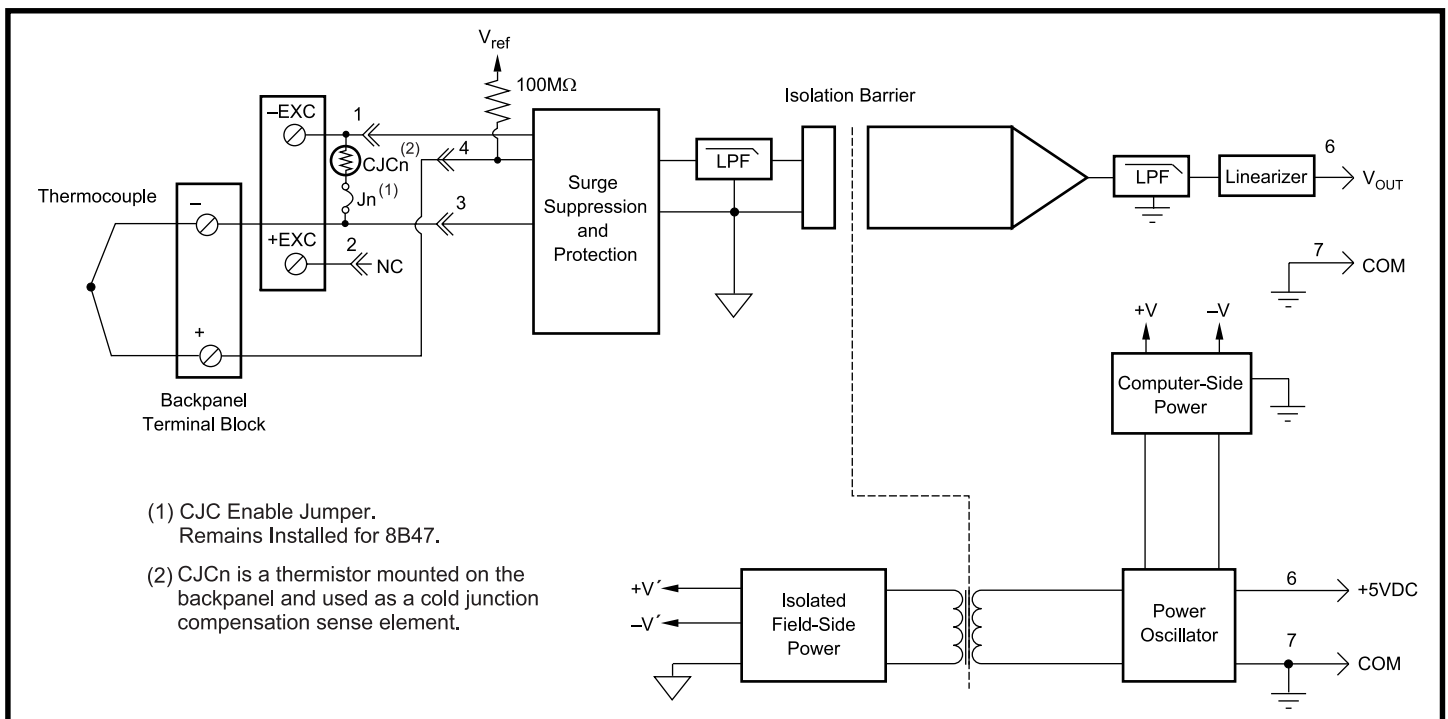 Vref
100MΩ
Isolation Barrier
–EXC
1
CJCn(2)
4
LPF
6
LPF
Linearizer
VOUT
Thermocouple
–
Jn(1)
3
Surge
Suppression
and
Protection
+EXC
2
NC
7
COM
+
+V
–V
Computer-Side
Power
Backpanel
Terminal Block
(1) CJC Enable Jumper.
Remains Installed for 8B47.
(2) CJCn is a thermistor mounted on the
backpanel and used as a cold junction
compensation sense element.
+V´
–V´
Isolated
Field-Side
Power
Power
Oscillator
6
+5VDC
7
COM